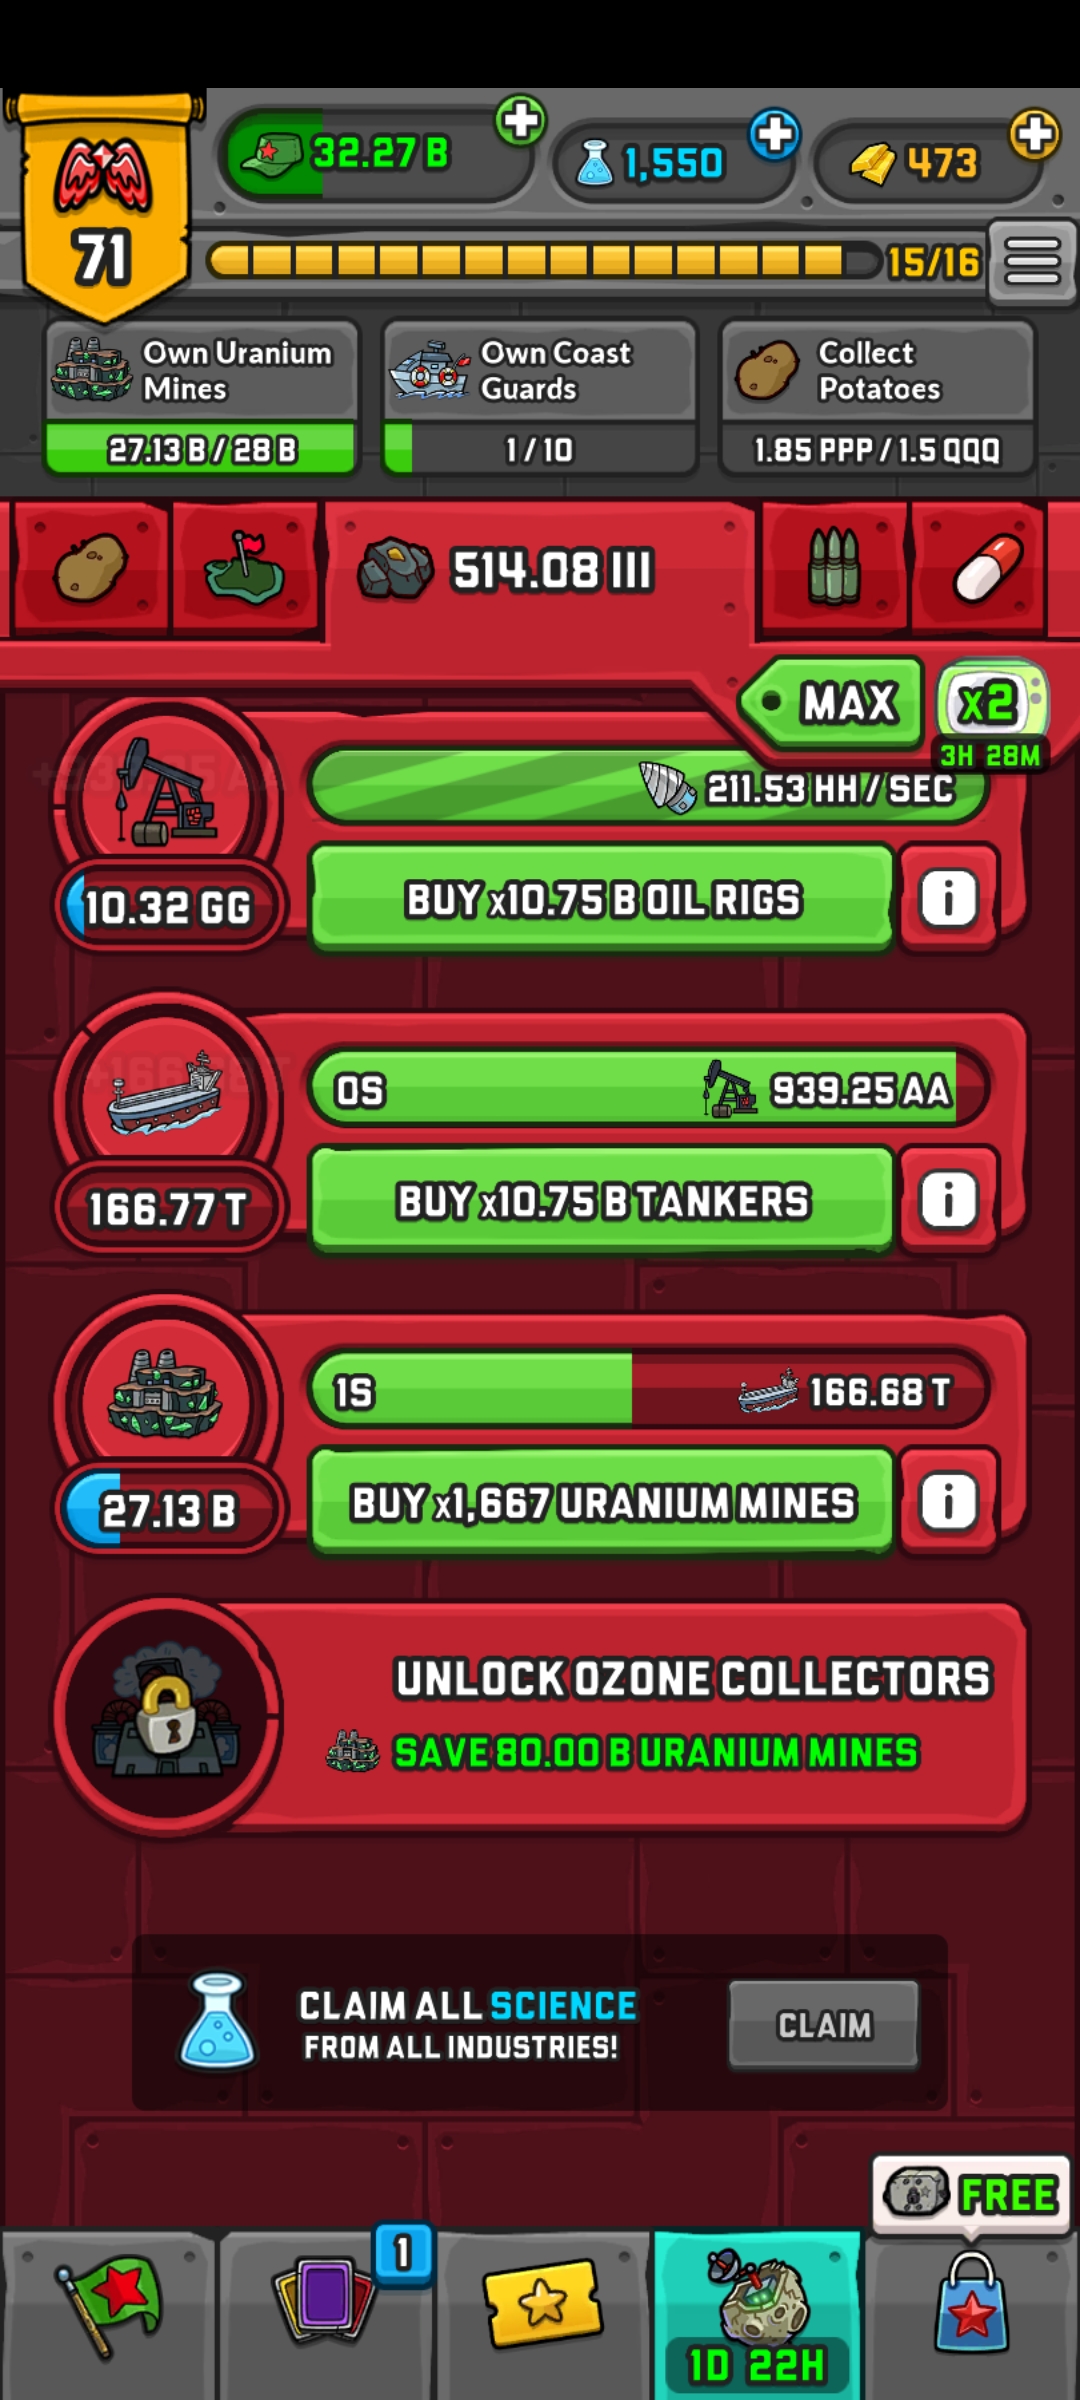 32.27 B
1,550
473
71
15/16
Own Uranium
Mines
27.13 B / 28 B
Own Coast
Guards
1 / 10
Collect
Potatoes
1.85 PPP / 1.5 QQQ
514.08 III
MAX
x2
3H 28M
211.53 HH / SEC
10.32 GG
BUY x10.75 B OIL RIGS
i
0S
939.25 AA
166.77 T
BUY x10.75 B TANKERS
i
1S
166.68 T
27.13 B
BUY x1,667 URANIUM MINES
i
UNLOCK OZONE COLLECTORS
SAVE 80.00 B URANIUM MINES
CLAIM ALL SCIENCE
FROM ALL INDUSTRIES!
CLAIM
FREE
1
1D 22H